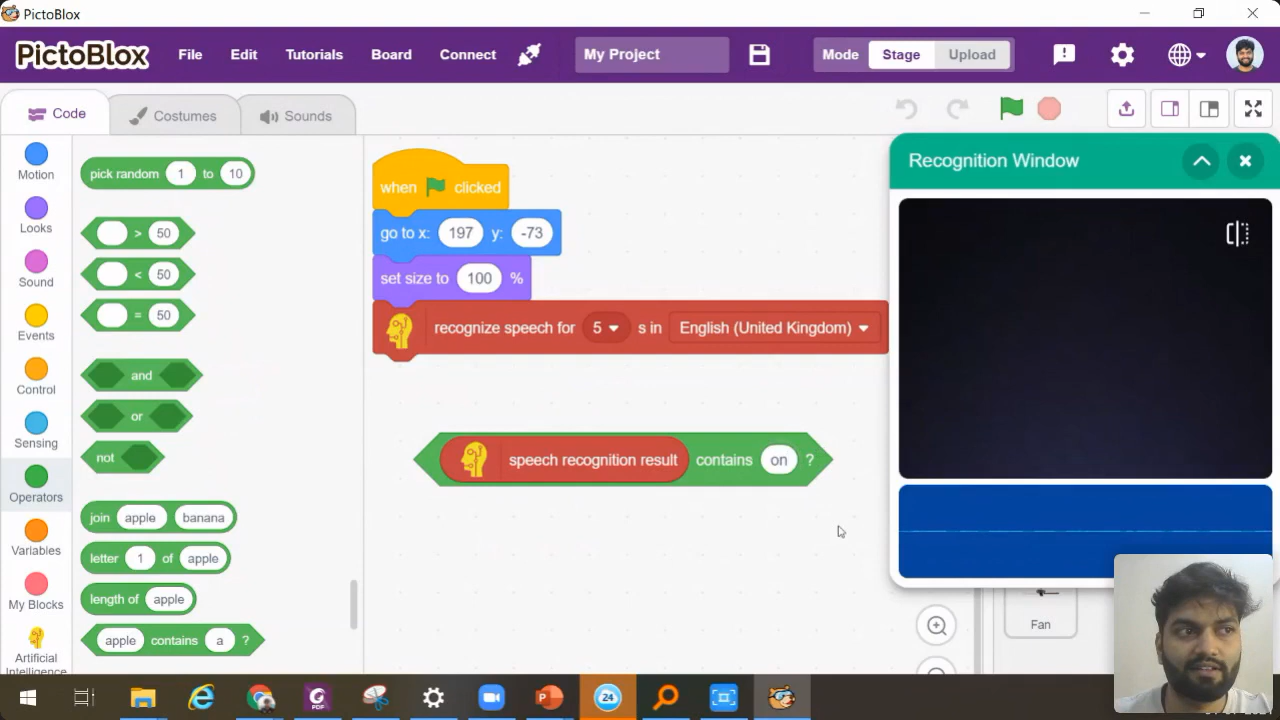 PictoBlox
PictoBlox File Edit Tutorials Board Connect My Project Mode Stage Upload
Code Costumes Sounds
Motion
Looks
Sound
Events
Control
Sensing
Operators
Variables
My Blocks
Artificial
Intelligence
pick random 1 to 10
> 50
< 50
= 50
and
or
not
join apple banana
letter 1 of apple
length of apple
apple contains a ?
when clicked
go to x: 197 y: -73
set size to 100 %
recognize speech for 5 s in English (United Kingdom)
speech recognition result contains on ?
Recognition Window
Fan
24